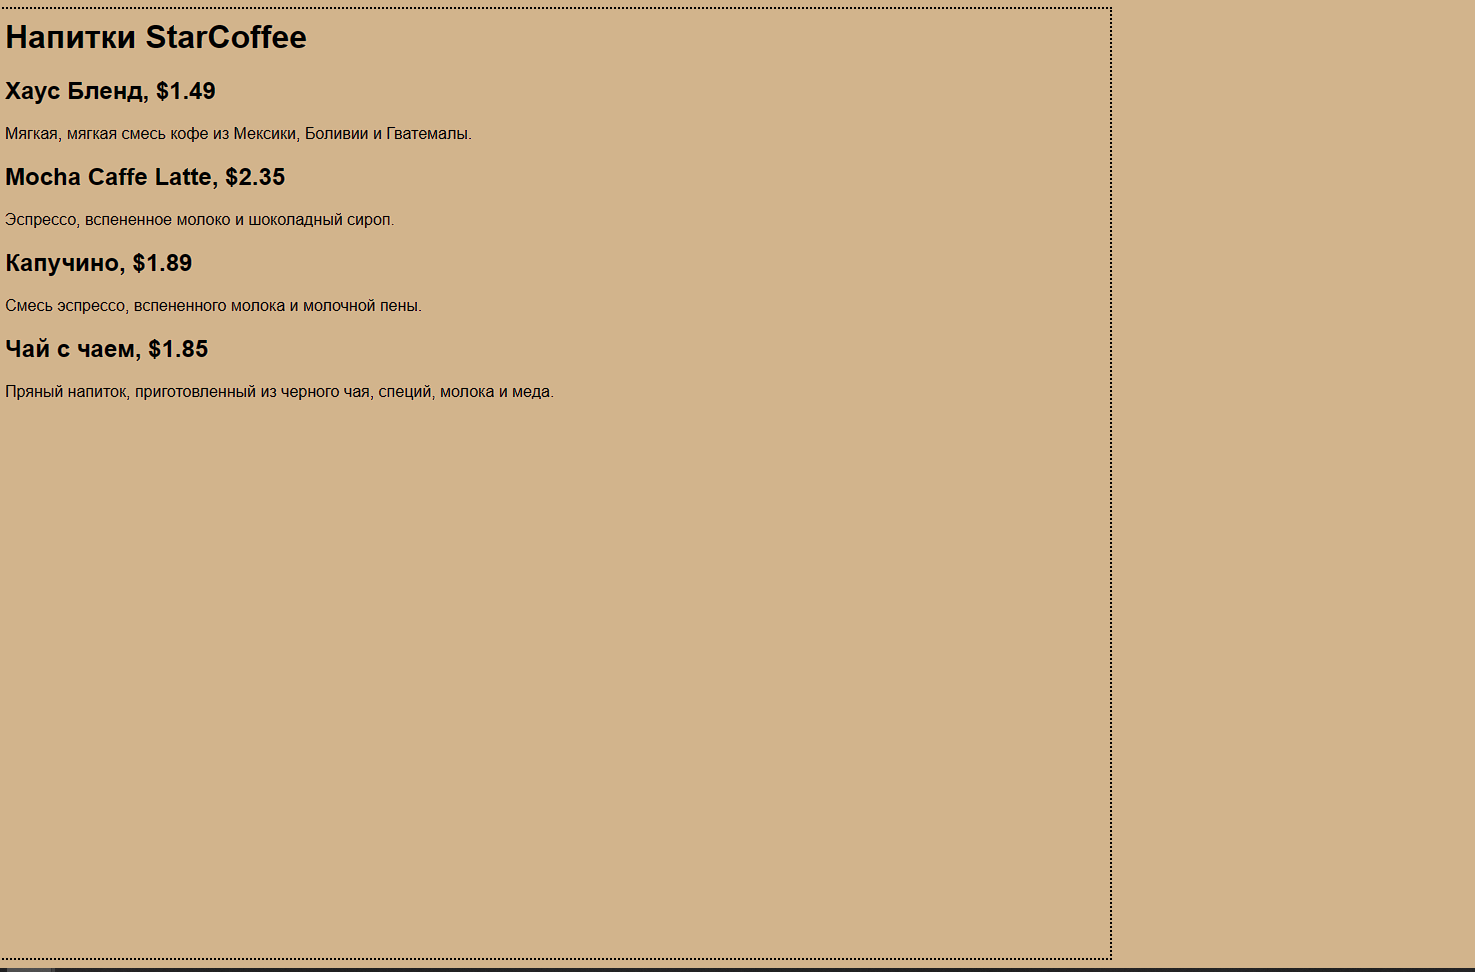 Напитки StarCoffee
Хаус Бленд, $1.49
Мягкая, мягкая смесь кофе из Мексики, Боливии и Гватемалы.
Mocha Caffe Latte, $2.35
Эспрессо, вспененное молоко и шоколадный сироп.
Капучино, $1.89
Смесь эспрессо, вспененного молока и молочной пены.
Чай с чаем, $1.85
Пряный напиток, приготовленный из черного чая, специй, молока и меда.